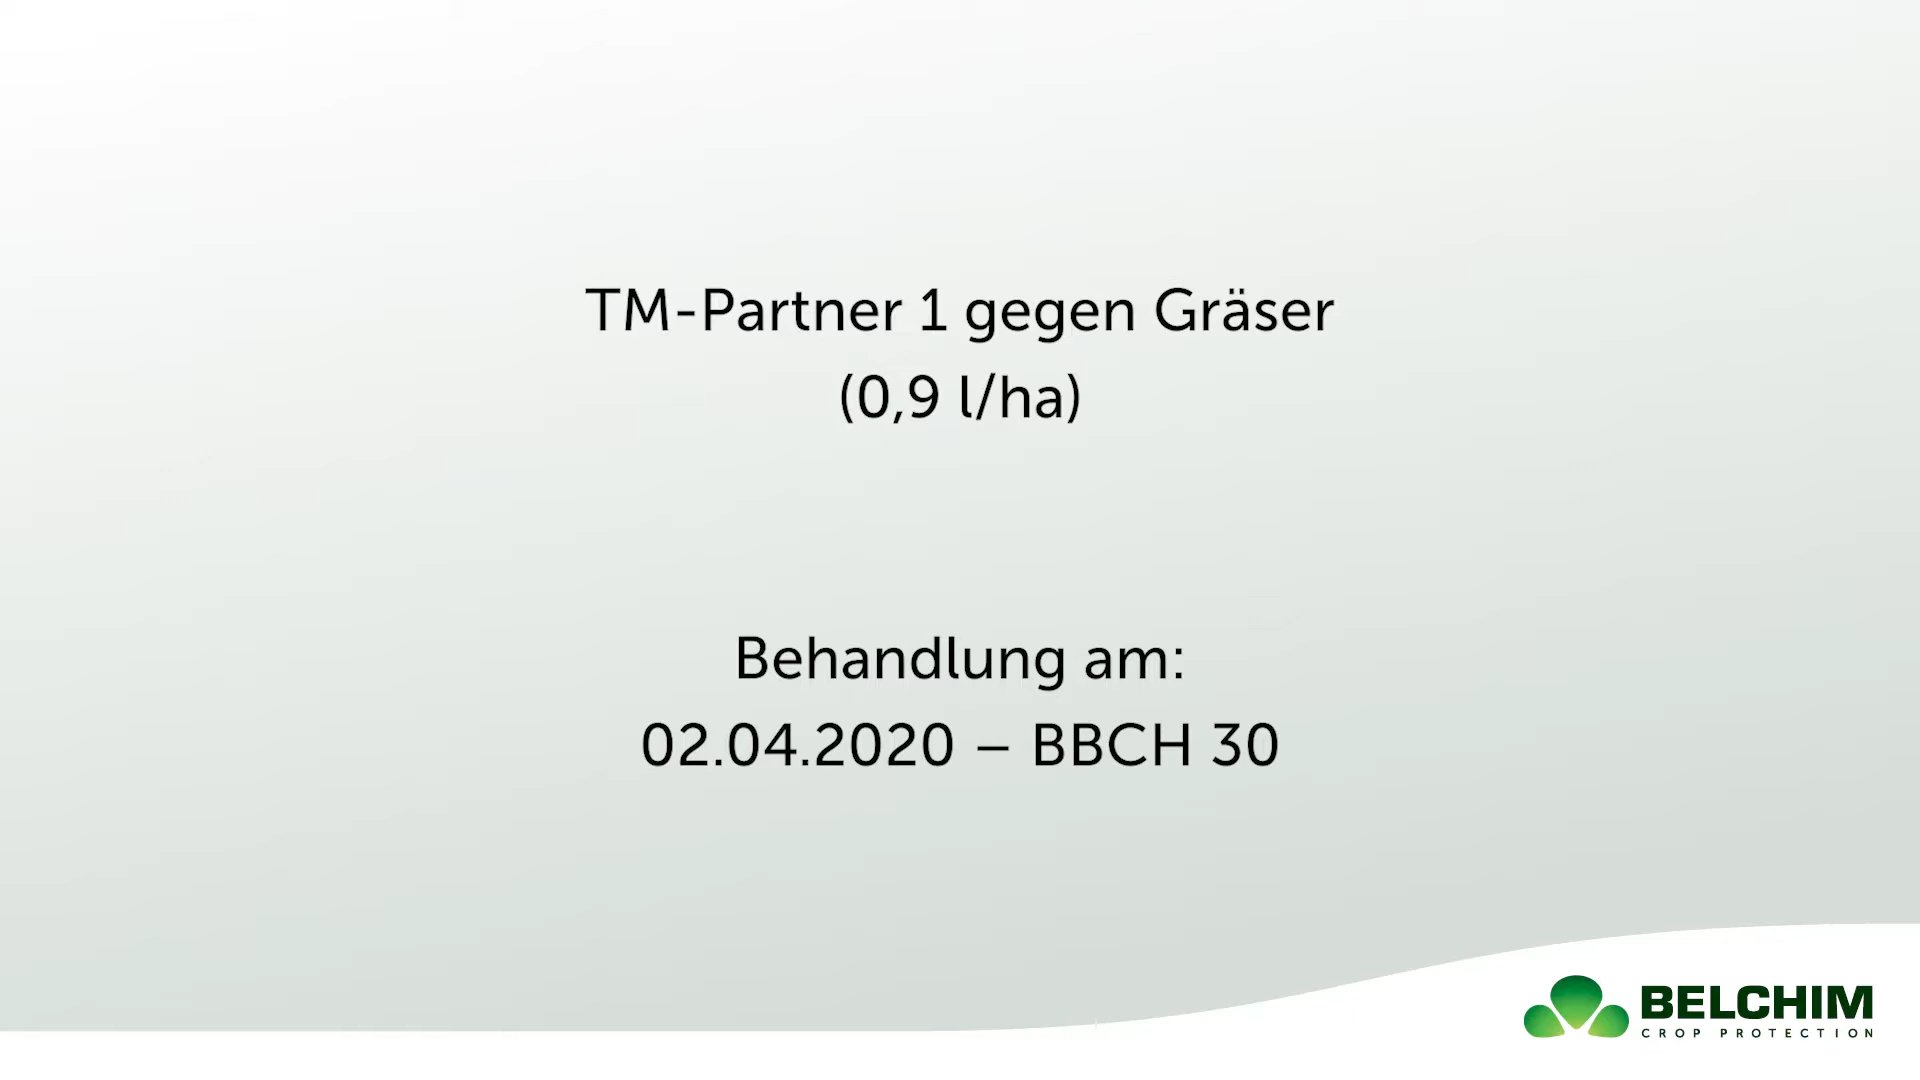 TM-Partner 1 gegen Gräser
(0,9 l/ha)
Behandlung am:
02.04.2020 – BBCH 30
BELCHIM
CROP PROTECTION